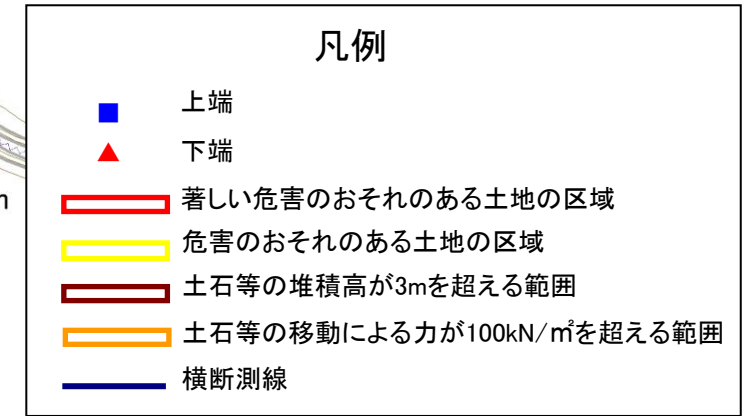 凡例
上端
下端
著しい危害のおそれのある土地の区域
危害のおそれのある土地の区域
土石等の堆積高が3mを超える範囲
土石等の移動による力が100kN/㎡を超える範囲
横断測線